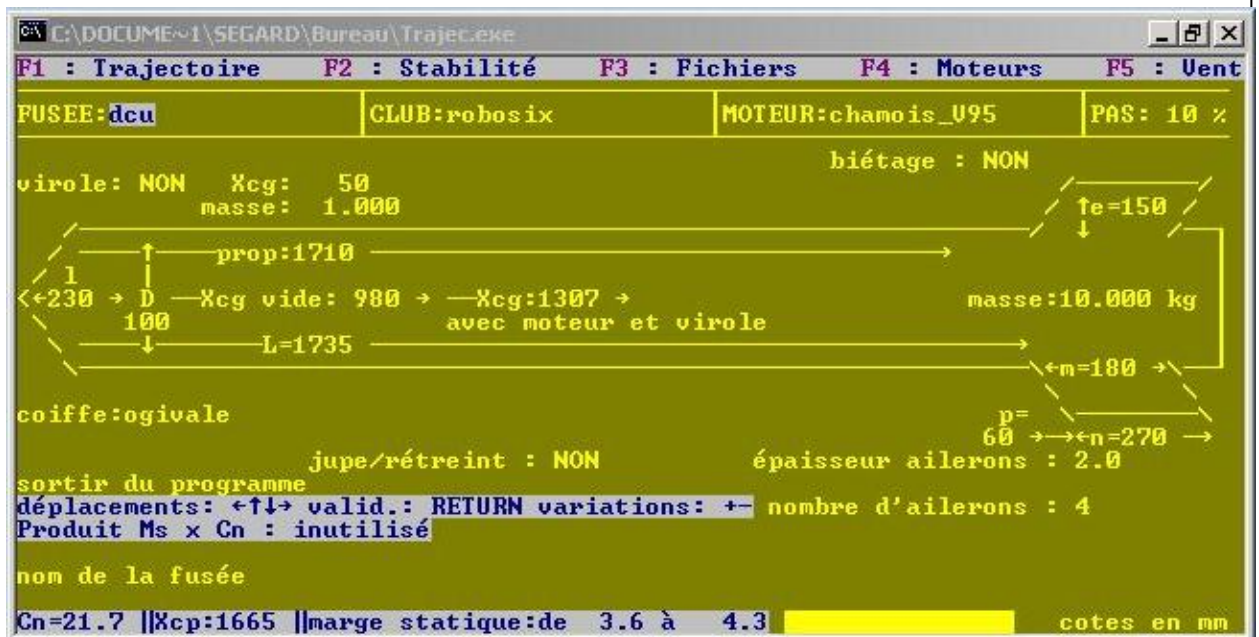 C:\DOCUME~1\SEGARD\Bureau\Trajec.exe
F1 : Trajectoire F2 : Stabilité F3 : Fichiers F4 : Moteurs F5 : Vent
FUSEE:dcu CLUB:robosix MOTEUR:chamois_V95 PAS: 10 %
biétage : NON
virole: NON Xcg: 50
masse: 1.000
↑e=150
↓
↑ prop:1710 →
l
<←230 → D —Xcg vide: 980 → —Xcg:1307 → masse:10.000 kg
100 avec moteur et virole
↓ L=1735 →
←m=180 →
coiffe:ogivale p=
60 →←n=270 →
jupe/rétreint : NON épaisseur ailerons : 2.0
sortir du programme
déplacements: ←↑↓→ valid.: RETURN variations: +- nombre d'ailerons : 4
Produit Ms x Cn : inutilisé
nom de la fusée
Cn=21.7 ||Xcp:1665 ||marge statique:de 3.6 à 4.3 cotes en mm